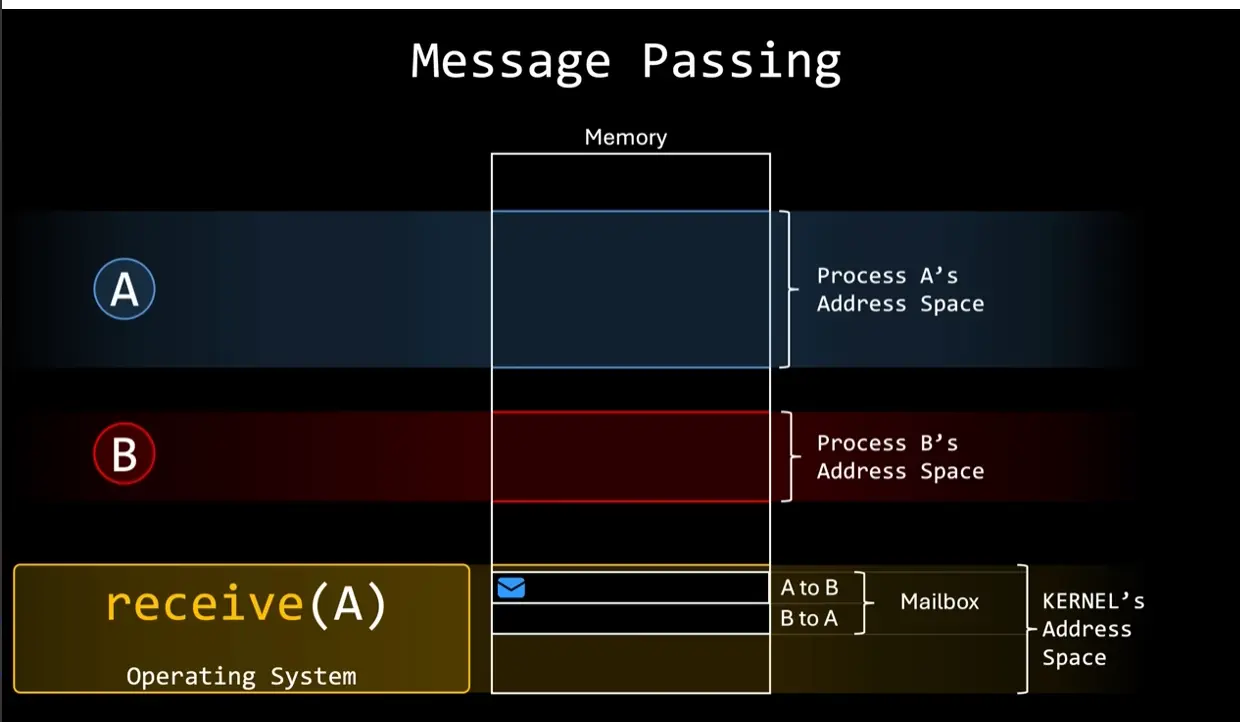 Message Passing
Memory
A
Process A’s
Address Space
B
Process B’s
Address Space
receive(A)
Operating System
A to B
B to A
Mailbox
KERNEL’s
Address
Space